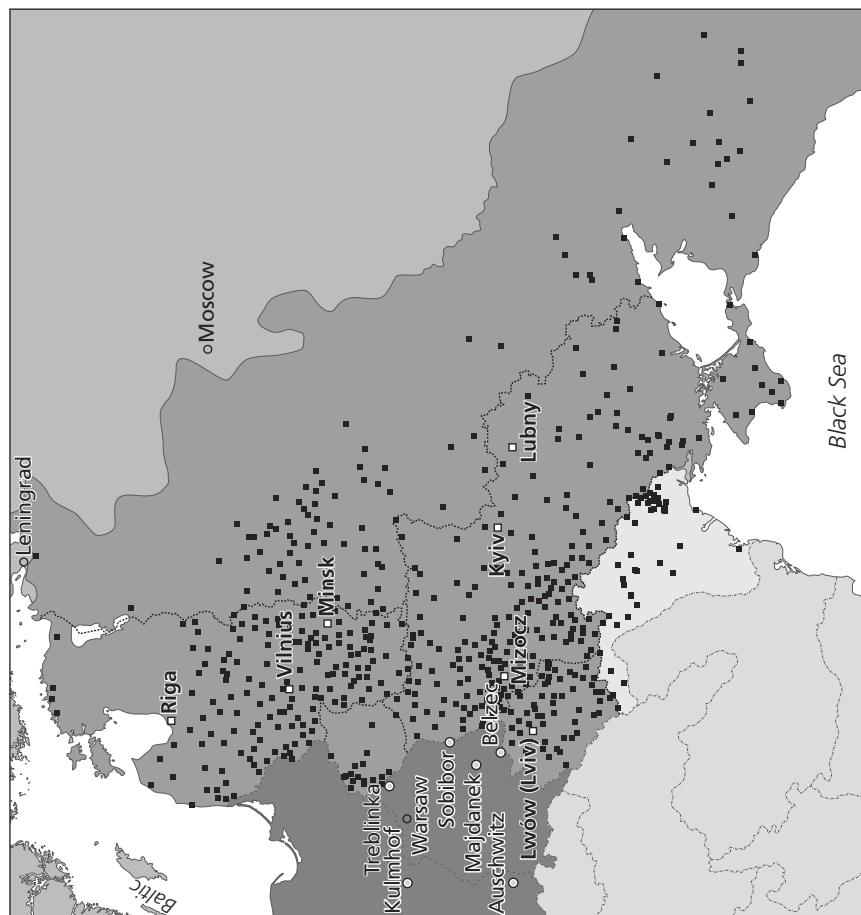 Leningrad
Moscow
Riga
Vilnius
Minsk
Baltic
Treblinka
Kulmhof
Warsaw
Sobibor
Majdanek
Auschwitz
Belzec
Mizocz
Lwów (Lviv)
Kyiv
Lubny
Black Sea